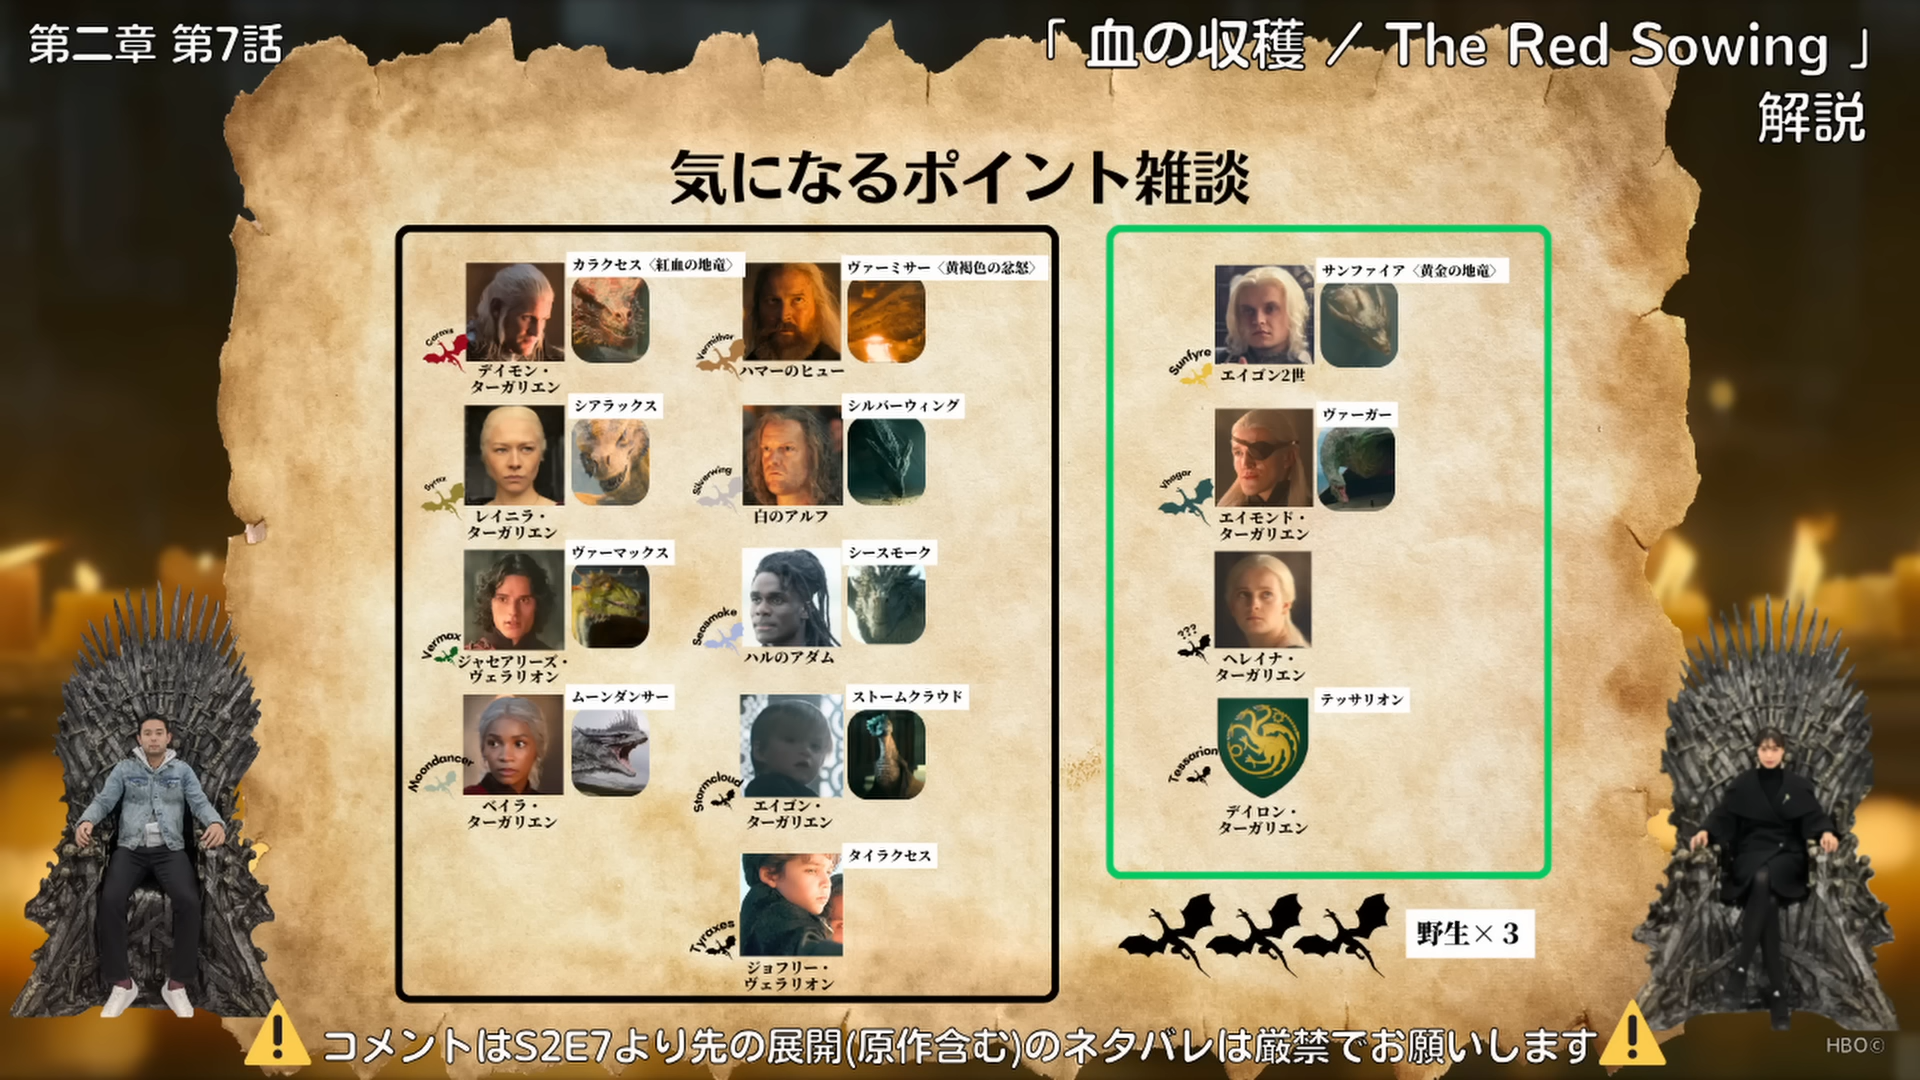 第二章 第7話
「 血の収穫 / The Red Sowing 」
解説
気になるポイント雑談
カラクセス〈紅血の地竜〉
Caraxes
デイモン・
ターガリエン
ヴァーミサー〈黄褐色の忿怒〉
Vermithor
ハマーのヒュー
シアラックス
Syrax
レイニラ・
ターガリエン
シルバーウィング
Silverwing
白のアルフ
ヴァーマックス
Vermax
ジャセアリーズ・
ヴェラリオン
シースモーク
Seasmoke
ハルのアダム
ムーンダンサー
Moondancer
ベイラ・
ターガリエン
ストームクラウド
Stormcloud
エイゴン・
ターガリエン
タイラクセス
Tyraxes
ジョフリー・
ヴェラリオン
サンファイア〈黄金の地竜〉
Sunfyre
エイゴン2世
ヴァーガー
Vhagar
エイモンド・
ターガリエン
???
ヘレイナ・
ターガリエン
テッサリオン
Tessarion
デイロン・
ターガリエン
野生×3
コメントはS2E7より先の展開(原作含む)のネタバレは厳禁でお願いします
HBO©